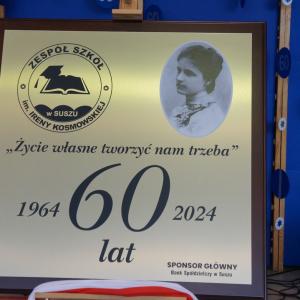 ZESPÓŁ SZKÓŁ
im. IRENY KOSMOWSKIEJ
w SUSZU
„Życie własne tworzyć nam trzeba”
1964 60 2024
lat
SPONSOR GŁÓWNY
Bank Spółdzielczy w Suszu